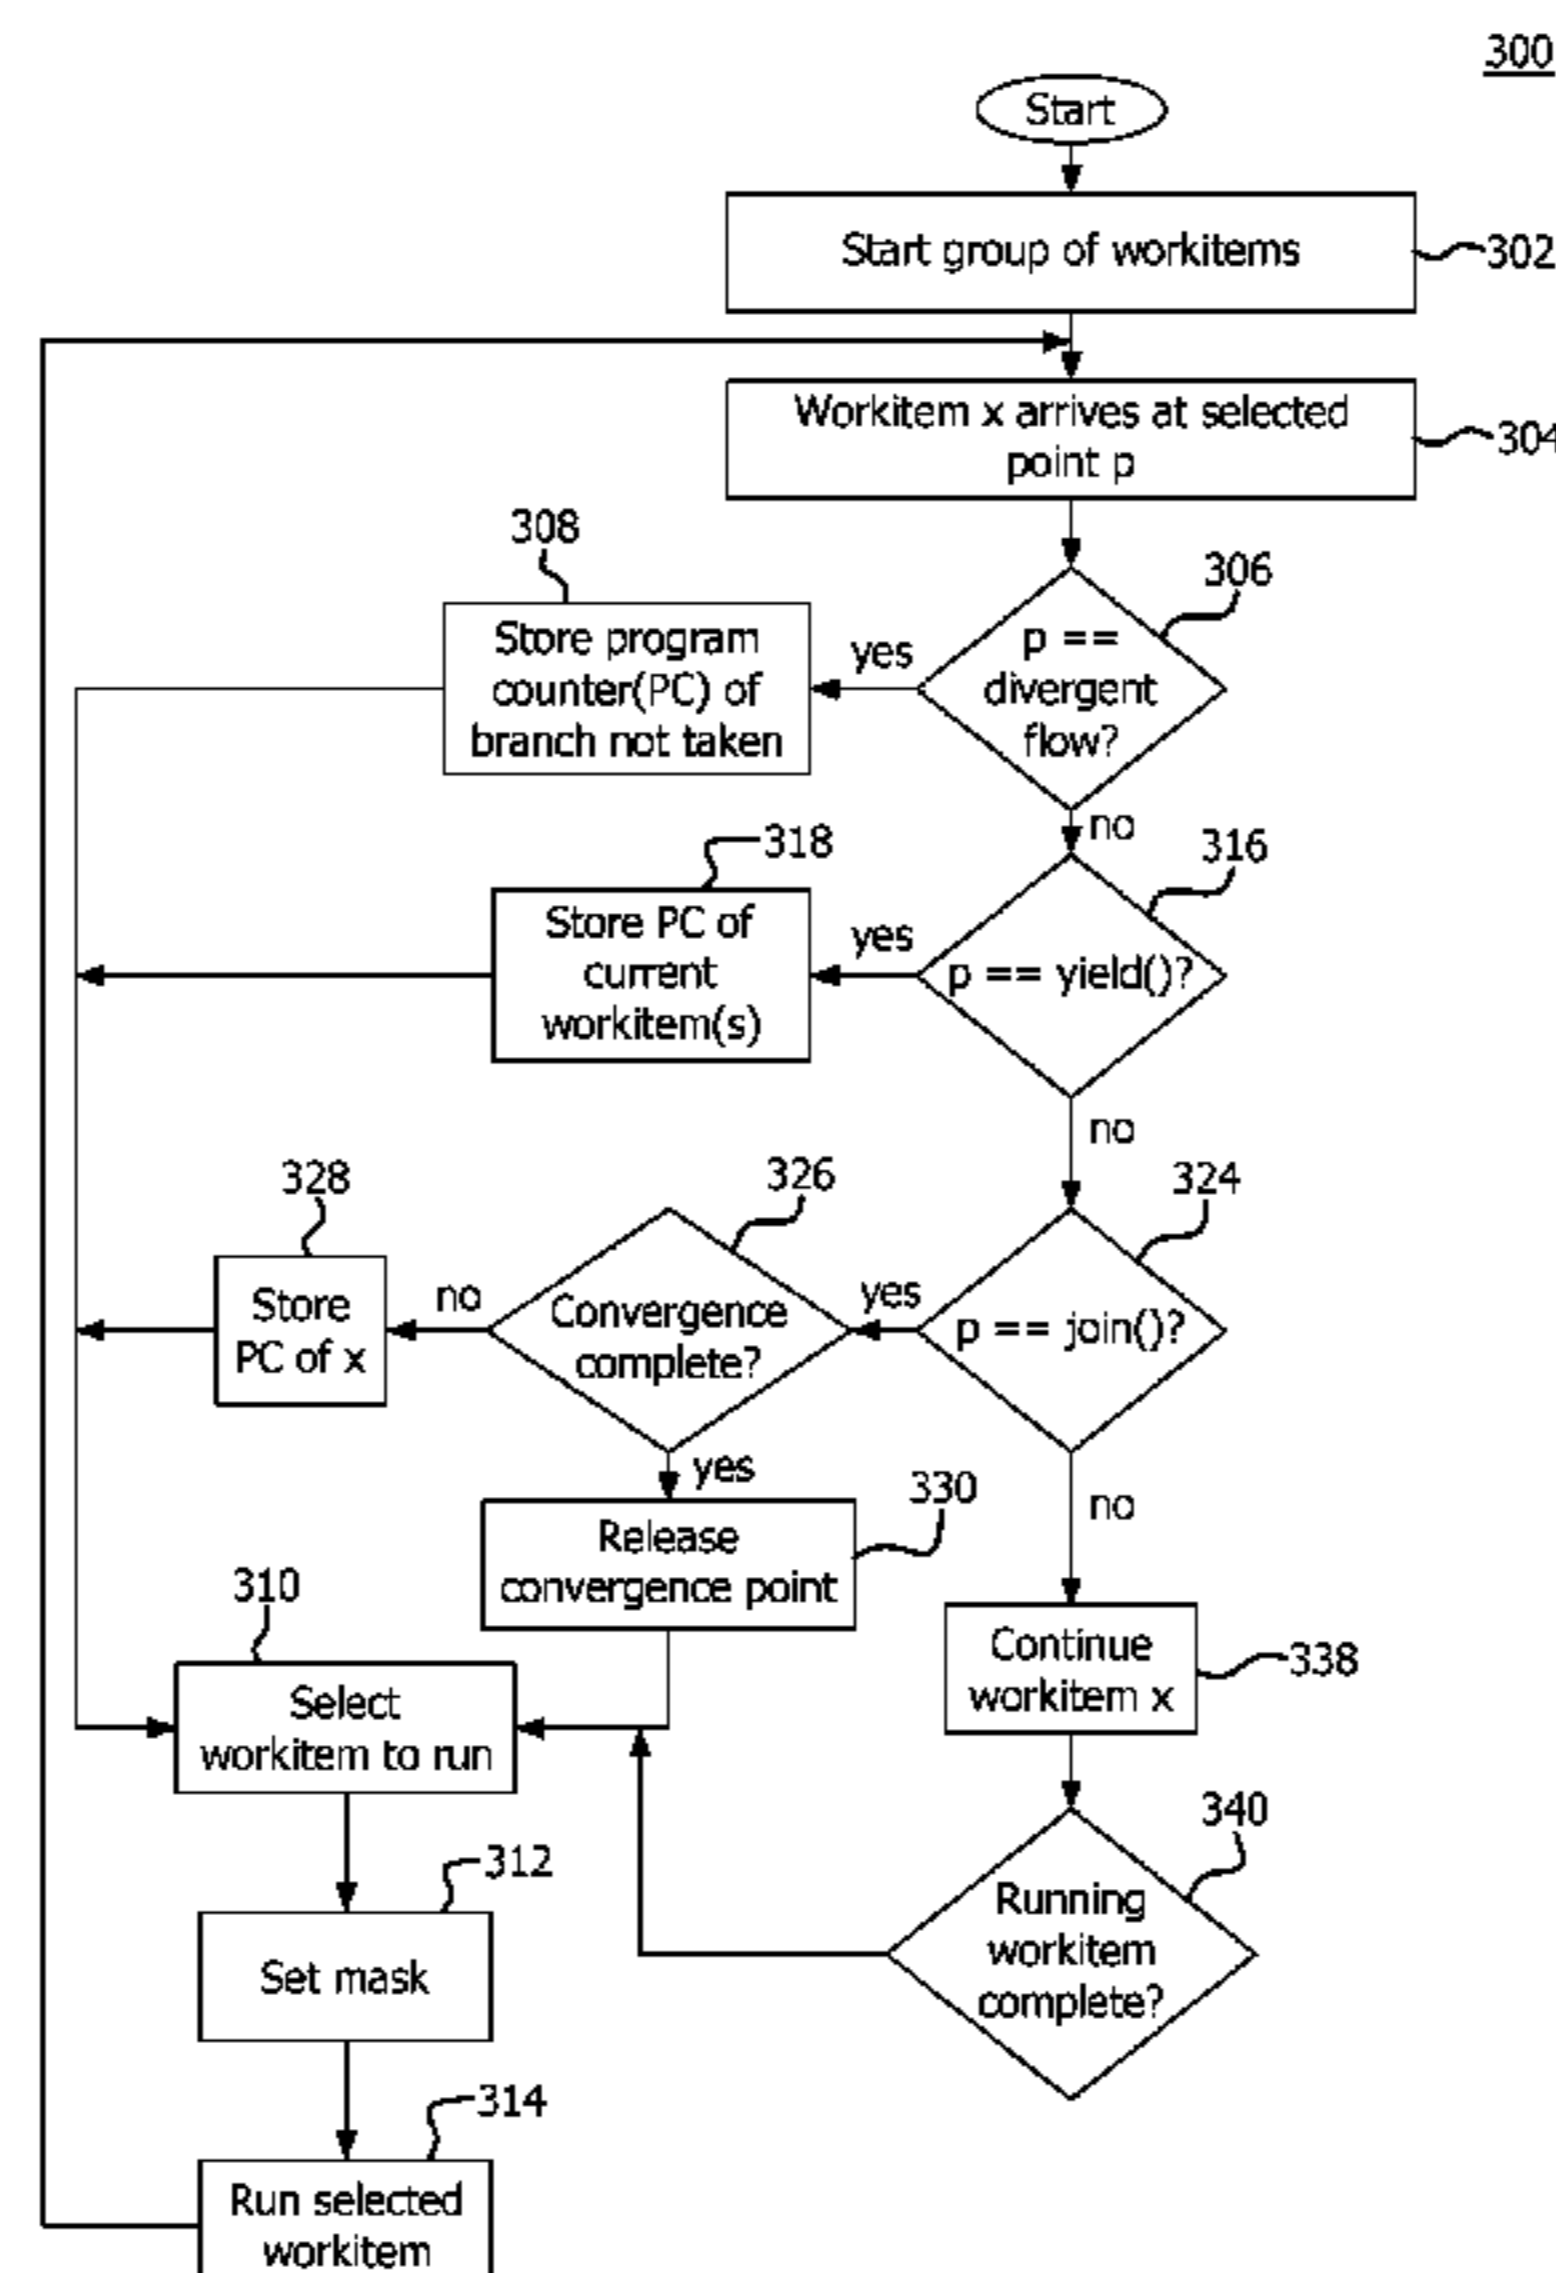 300
Start
Start group of workitems
302
Workitem x arrives at selected
point p
304
308
306
Store program
counter(PC) of
branch not taken
yes
p ==
divergent
flow?
no
318
316
Store PC of
current
workitem(s)
yes
p == yield()?
no
328
326
324
Store
PC of x
no
Convergence
complete?
yes
p == join()?
yes
330
no
Release
convergence point
310
Select
workitem to run
Continue
workitem x
338
340
312
Running
workitem
complete?
Set mask
314
Run selected
workitem